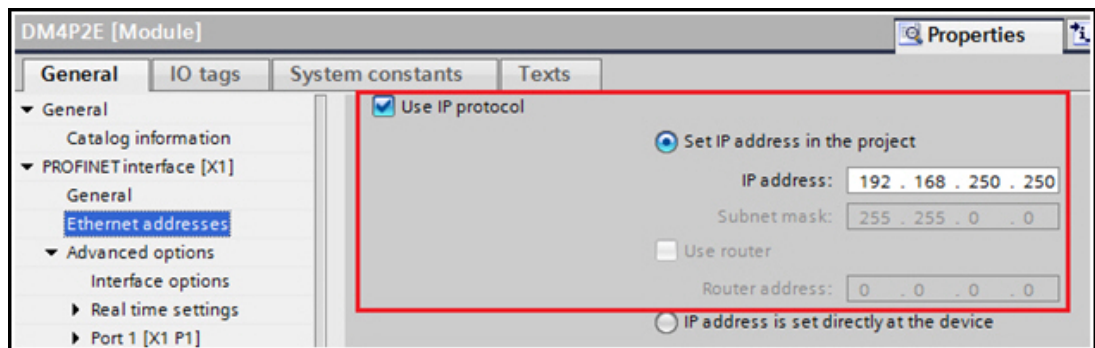 DM4P2E [Module]
Properties
General IO tags System constants Texts
General
Catalog information
PROFINET interface [X1]
General
Ethernet addresses
Advanced options
Interface options
Real time settings
Port 1 [X1 P1]
Use IP protocol
Set IP address in the project
IP address: 192 . 168 . 250 . 250
Subnet mask: 255 . 255 . 0 . 0
Use router
Router address: 0 . 0 . 0 . 0
IP address is set directly at the device